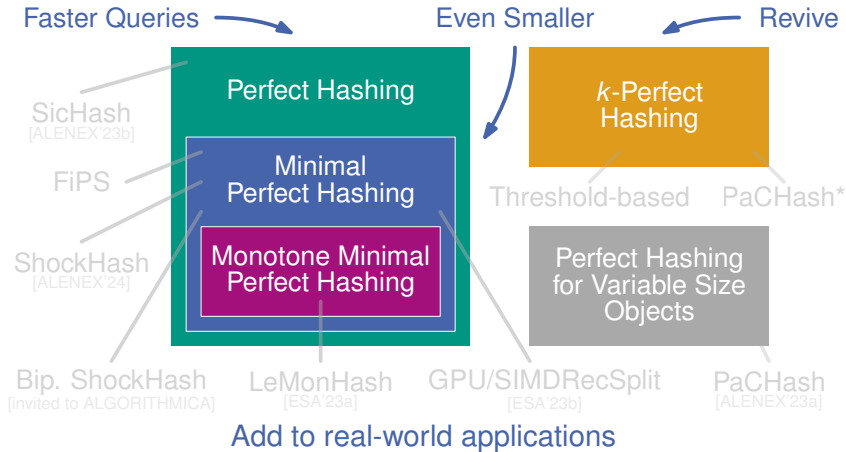 Faster Queries
Even Smaller
Revive
Perfect Hashing
k-Perfect
Hashing
SicHash
[ALENEX'23b]
Minimal
Perfect Hashing
FiPS
Threshold-based
PaCHash*
ShockHash
[ALENEX'24]
Monotone Minimal
Perfect Hashing
Perfect Hashing
for Variable Size
Objects
Bip. ShockHash
[invited to ALGORITHMICA]
LeMonHash
[ESA'23a]
GPU/SIMDRecSplit
[ESA'23b]
PaCHash
[ALENEX'23a]
Add to real-world applications